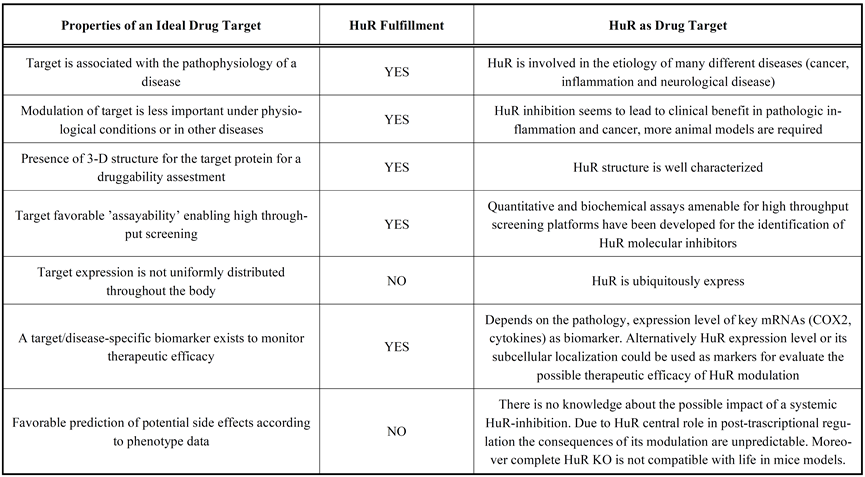 Properties of an Ideal Drug Target
HuR Fulfillment
HuR as Drug Target
Target is associated with the pathophysiology of a
disease
YES
HuR is involved in the etiology of many different diseases (cancer,
inflammation and neurological disease)
Modulation of target is less important under physio-
logical conditions or in other diseases
YES
HuR inhibition seems to lead to clinical benefit in pathologic in-
flammation and cancer, more animal models are required
Presence of 3-D structure for the target protein for a
druggability assestment
YES
HuR structure is well characterized
Target favorable ’assayability’ enabling high through-
put screening
YES
Quantitative and biochemical assays amenable for high throughput
screening platforms have been developed for the identification of
HuR molecular inhibitors
Target expression is not uniformly distributed
throughout the body
NO
HuR is ubiquitously express
A target/disease-specific biomarker exists to monitor
therapeutic efficacy
YES
Depends on the pathology, expression level of key mRNAs (COX2,
cytokines) as biomarker. Alternatively HuR expression level or its
subcellular localization could be used as markers for evaluate the
possible therapeutic efficacy of HuR modulation
Favorable prediction of potential side effects according
to phenotype data
NO
There is no knowledge about the possible impact of a systemic
HuR-inhibition. Due to HuR central role in post-trascriptional regu-
lation the consequences of its modulation are unpredictable. Moreo-
ver complete HuR KO is not compatible with life in mice models.